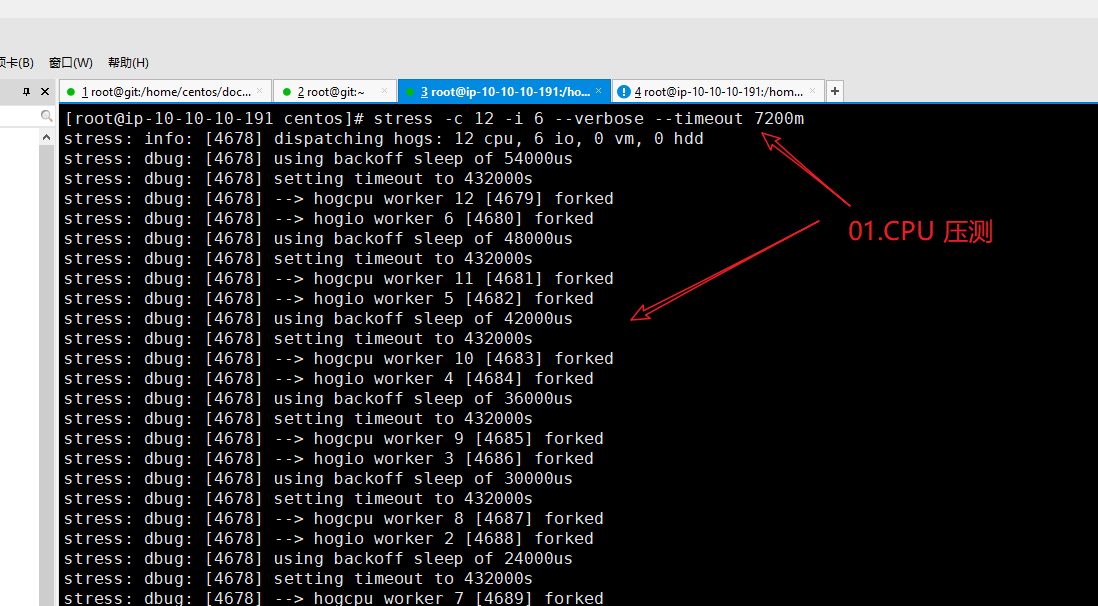 项卡(B) 窗口(W) 帮助(H)
1 root@git:/home/centos/doc... × 2 root@git:~ × 3 root@ip-10-10-10-191:/ho... × 4 root@ip-10-10-10-191:/hom... × +
[root@ip-10-10-10-191 centos]# stress -c 12 -i 6 --verbose --timeout 7200m
stress: info: [4678] dispatching hogs: 12 cpu, 6 io, 0 vm, 0 hdd
stress: dbug: [4678] using backoff sleep of 54000us
stress: dbug: [4678] setting timeout to 432000s
stress: dbug: [4678] --> hogcpu worker 12 [4679] forked
stress: dbug: [4678] --> hogio worker 6 [4680] forked
stress: dbug: [4678] using backoff sleep of 48000us
stress: dbug: [4678] setting timeout to 432000s
stress: dbug: [4678] --> hogcpu worker 11 [4681] forked
stress: dbug: [4678] --> hogio worker 5 [4682] forked
stress: dbug: [4678] using backoff sleep of 42000us
stress: dbug: [4678] setting timeout to 432000s
stress: dbug: [4678] --> hogcpu worker 10 [4683] forked
stress: dbug: [4678] --> hogio worker 4 [4684] forked
stress: dbug: [4678] using backoff sleep of 36000us
stress: dbug: [4678] setting timeout to 432000s
stress: dbug: [4678] --> hogcpu worker 9 [4685] forked
stress: dbug: [4678] --> hogio worker 3 [4686] forked
stress: dbug: [4678] using backoff sleep of 30000us
stress: dbug: [4678] setting timeout to 432000s
stress: dbug: [4678] --> hogcpu worker 8 [4687] forked
stress: dbug: [4678] --> hogio worker 2 [4688] forked
stress: dbug: [4678] using backoff sleep of 24000us
stress: dbug: [4678] setting timeout to 432000s
stress: dbug: [4678] --> hogcpu worker 7 [4689] forked
01.CPU 压测